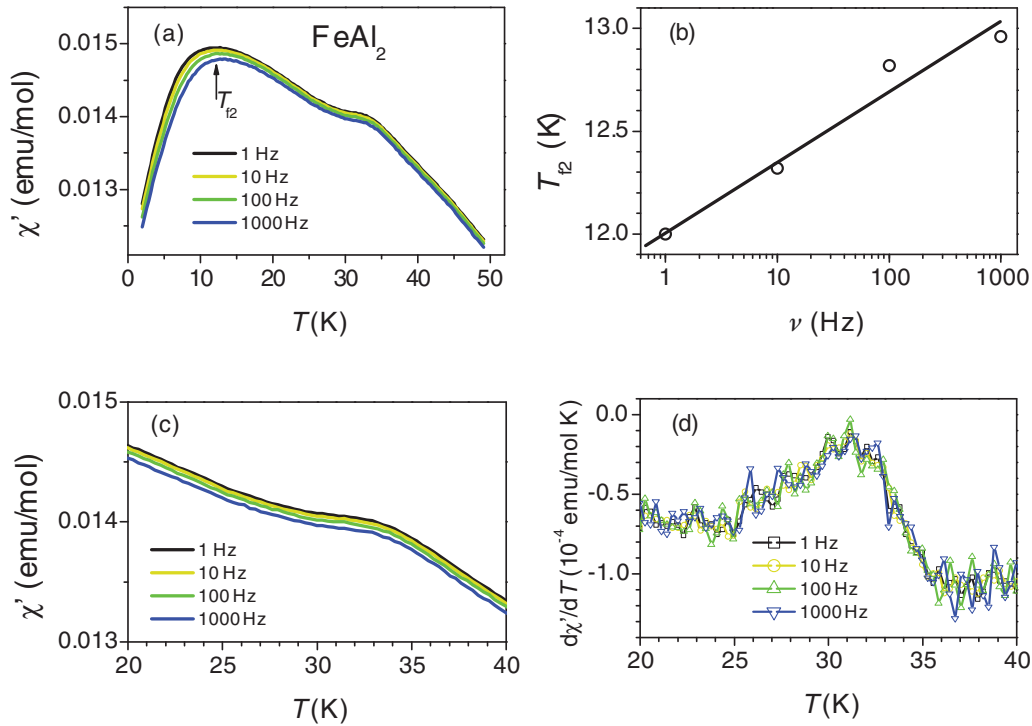 (a)
FeAl2
0.015
0.014
0.013
χ’ (emu/mol)
Tf2
1 Hz
10 Hz
100 Hz
1000 Hz
0 10 20 30 40 50
T(K)
(b)
13.0
12.5
12.0
Tf2 (K)
1 10 100 1000
ν (Hz)
(c)
0.015
0.014
0.013
χ’ (emu/mol)
1 Hz
10 Hz
100 Hz
1000 Hz
20 25 30 35 40
T(K)
(d)
0.0
-0.5
-1.0
dχ’/dT (10-4 emu/mol K)
1 Hz
10 Hz
100 Hz
1000 Hz
20 25 30 35 40
T(K)